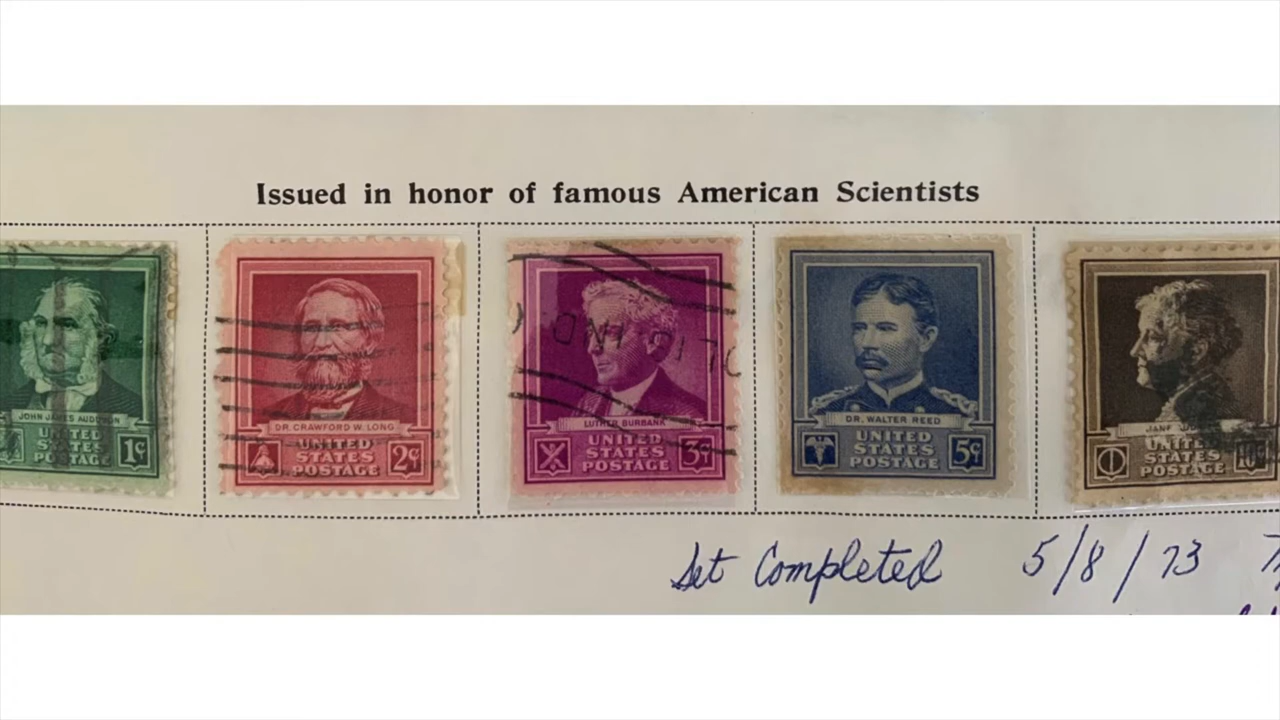 Issued in honor of famous American Scientists
JOHN JAMES AUDUBON
UNITED
STATES
POSTAGE
1¢
DR. CRAWFORD W. LONG
UNITED
STATES
POSTAGE
2¢
LUTHER BURBANK
UNITED
STATES
POSTAGE
3¢
DR. WALTER REED
UNITED
STATES
POSTAGE
5¢
JANE
UNITED
STATES
POSTAGE
10¢
Set Completed 5/8/73